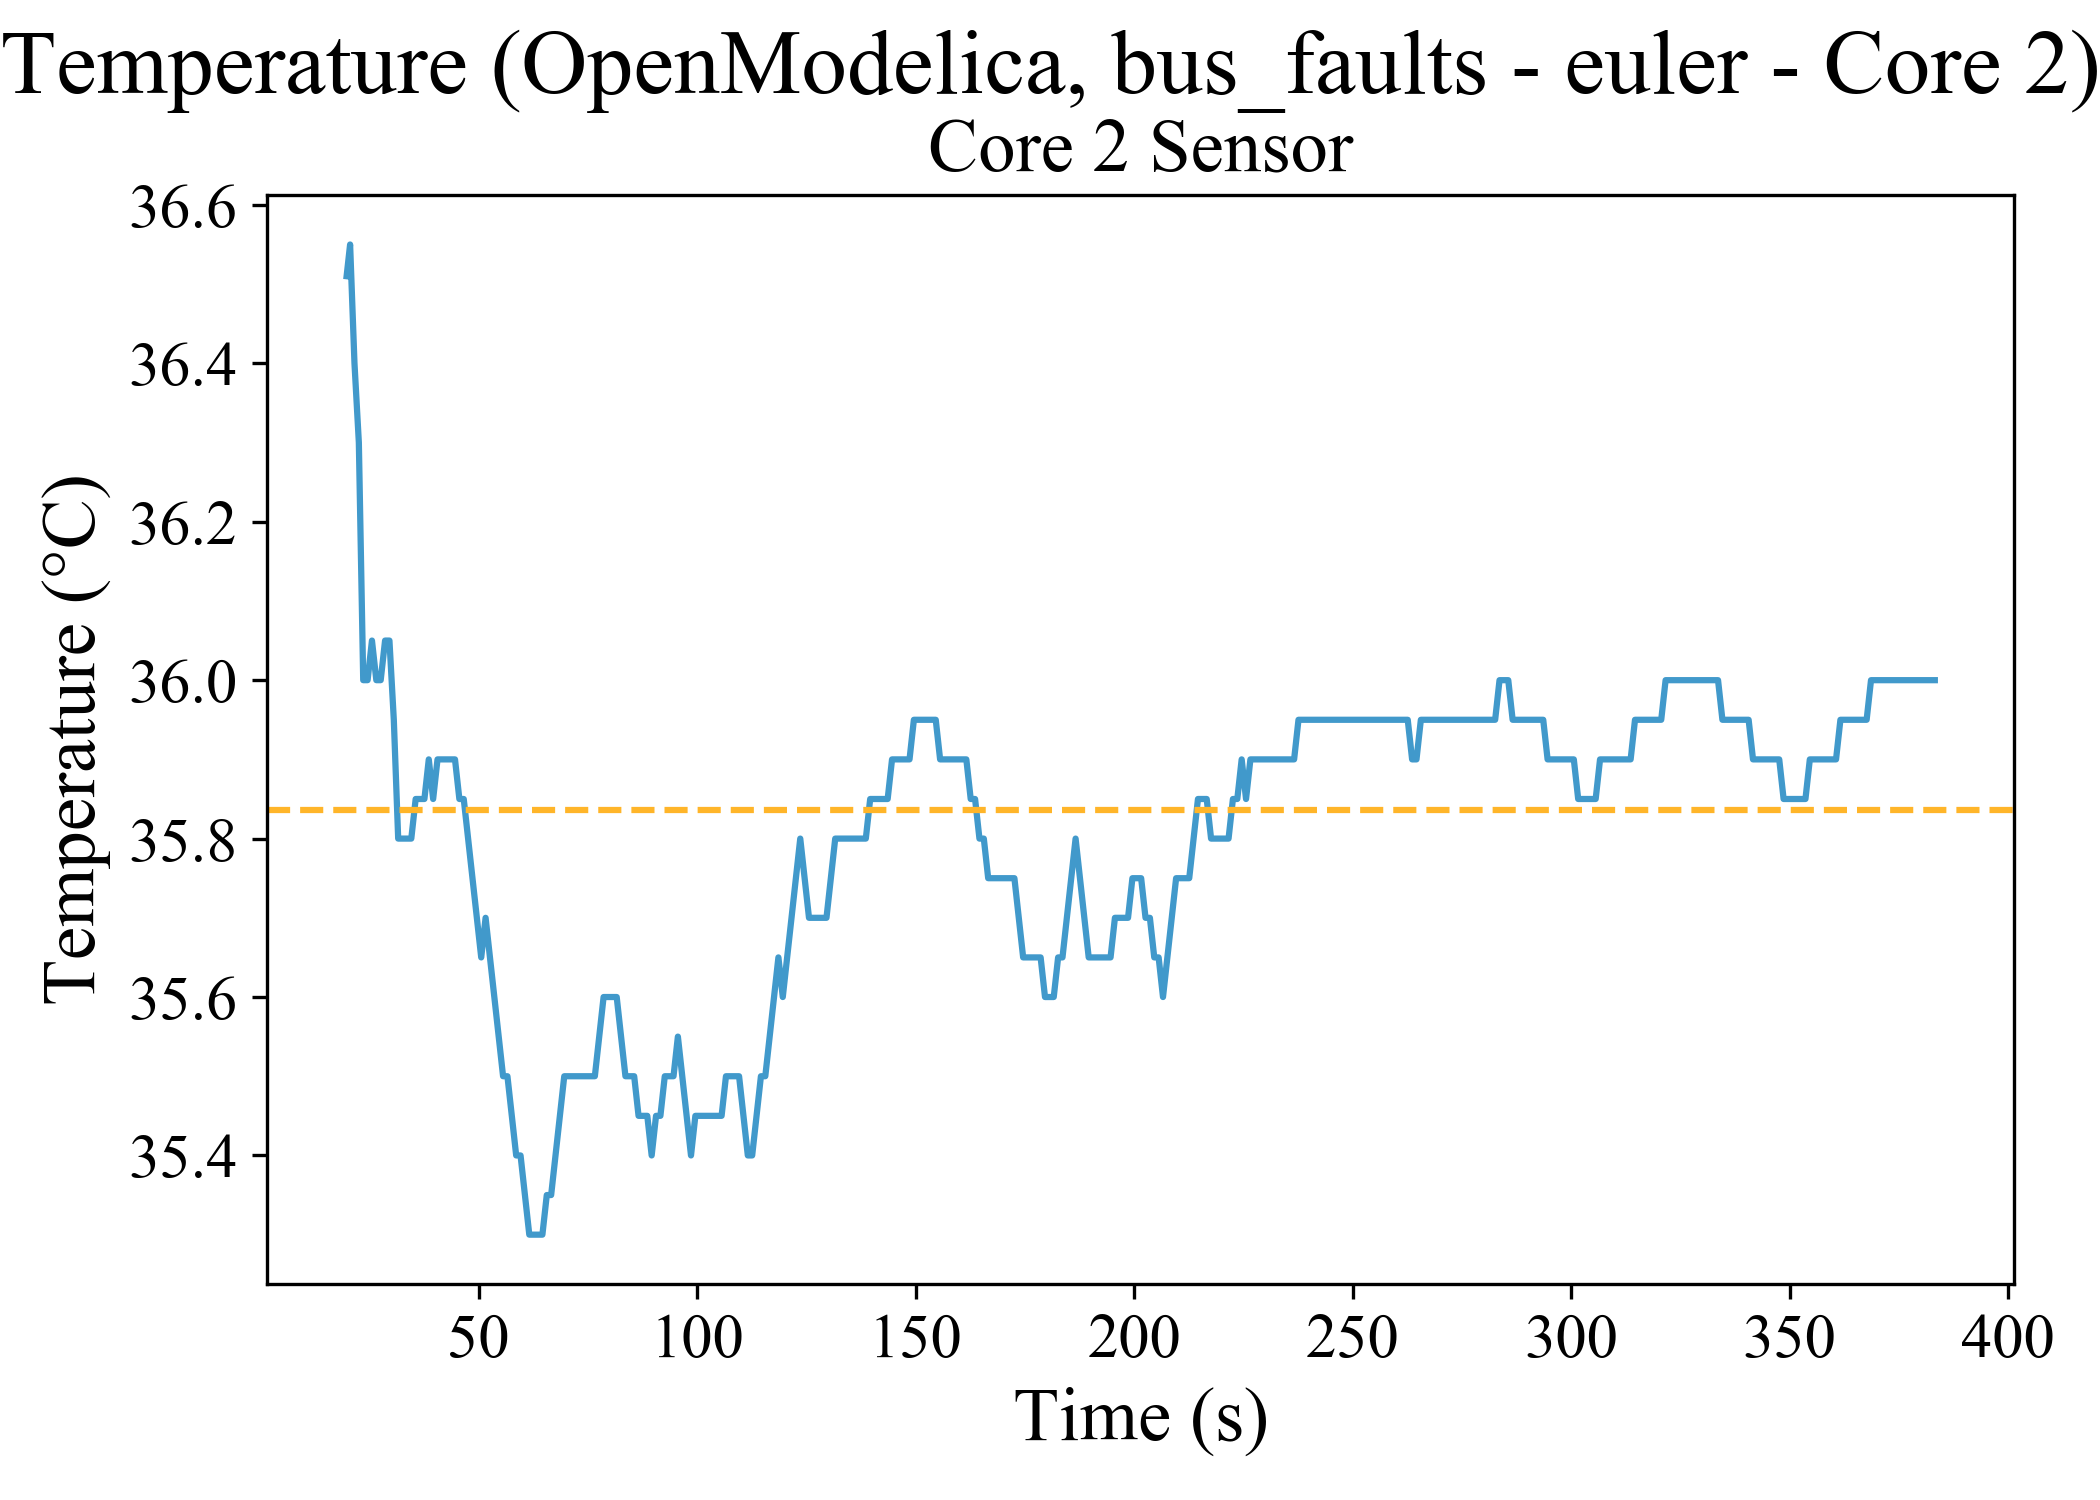 Temperature (OpenModelica, bus_faults - euler - Core 2)
Core 2 Sensor
36.6
36.4
36.2
36.0
35.8
35.6
35.4
Temperature (°C)
50 100 150 200 250 300 350 400
Time (s)